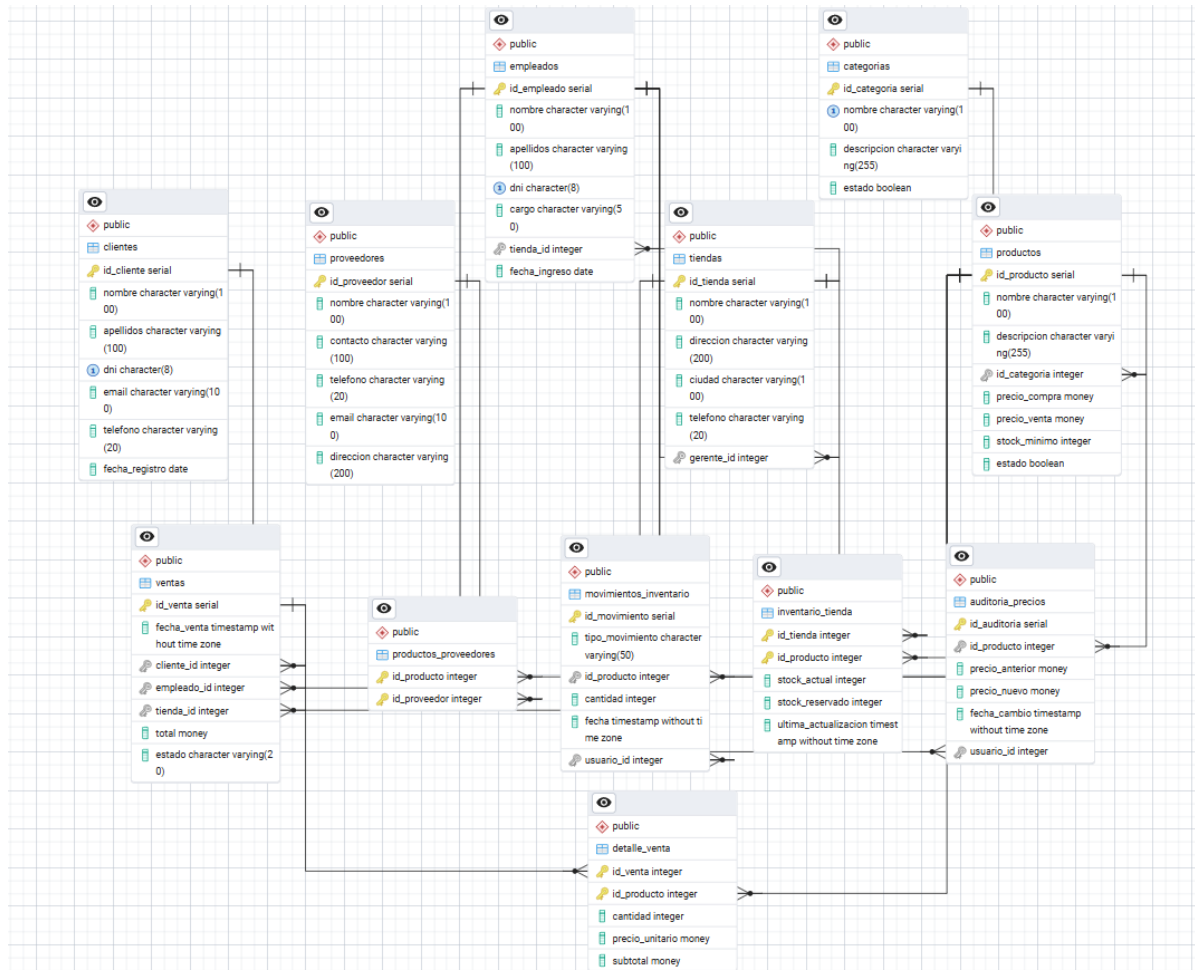 public
empleados
id_empleado serial
nombre character varying(1
00)
apellidos character varying
(100)
dni character(8)
cargo character varying(5
0)
tienda_id integer
fecha_ingreso date
public
categorias
id_categoria serial
nombre character varying(1
00)
descripcion character varyi
ng(255)
estado boolean
public
clientes
id_cliente serial
nombre character varying(1
00)
apellidos character varying
(100)
dni character(8)
email character varying(10
0)
telefono character varying
(20)
fecha_registro date
public
proveedores
id_proveedor serial
nombre character varying(1
00)
contacto character varying
(100)
telefono character varying
(20)
email character varying(10
0)
direccion character varying
(200)
public
tiendas
id_tienda serial
nombre character varying(1
00)
direccion character varying
(200)
ciudad character varying(1
00)
telefono character varying
(20)
gerente_id integer
public
productos
id_producto serial
nombre character varying(1
00)
descripcion character varyi
ng(255)
id_categoria integer
precio_compra money
precio_venta money
stock_minimo integer
estado boolean
public
ventas
id_venta serial
fecha_venta timestamp wit
hout time zone
cliente_id integer
empleado_id integer
tienda_id integer
total money
estado character varying(2
0)
public
productos_proveedores
id_producto integer
id_proveedor integer
public
movimientos_inventario
id_movimiento serial
tipo_movimiento character
varying(50)
id_producto integer
cantidad integer
fecha timestamp without ti
me zone
usuario_id integer
public
inventario_tienda
id_tienda integer
id_producto integer
stock_actual integer
stock_reservado integer
ultima_actualizacion timest
amp without time zone
public
auditoria_precios
id_auditoria serial
id_producto integer
precio_anterior money
precio_nuevo money
fecha_cambio timestamp
without time zone
usuario_id integer
public
detalle_venta
id_venta integer
id_producto integer
cantidad integer
precio_unitario money
subtotal money